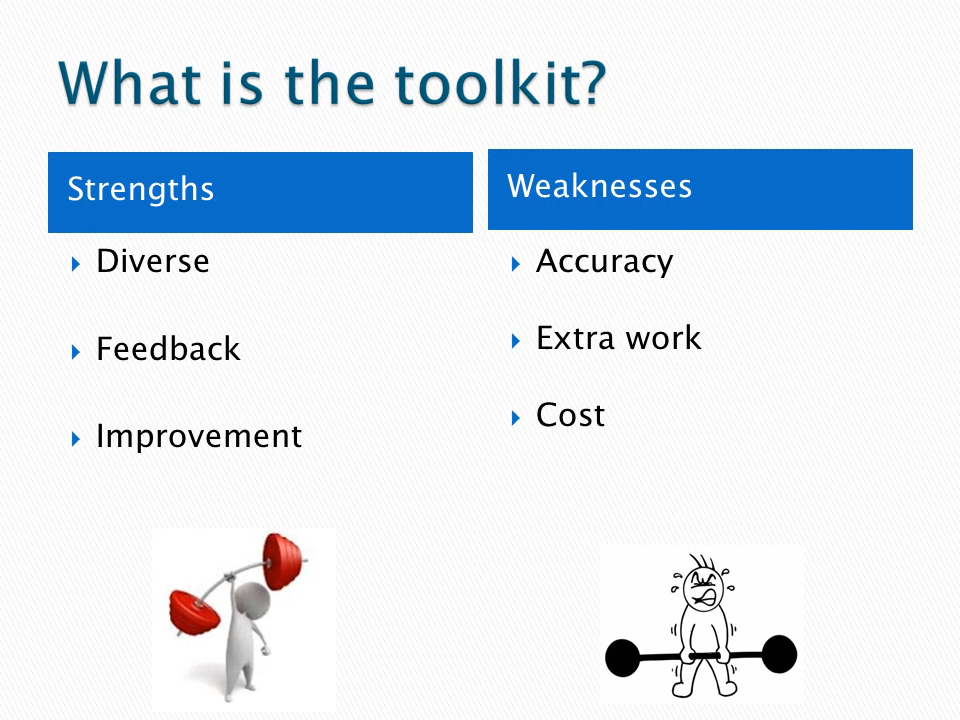 What is the toolkit?
Strengths
Diverse
Feedback
Improvement
Weaknesses
Accuracy
Extra work
Cost